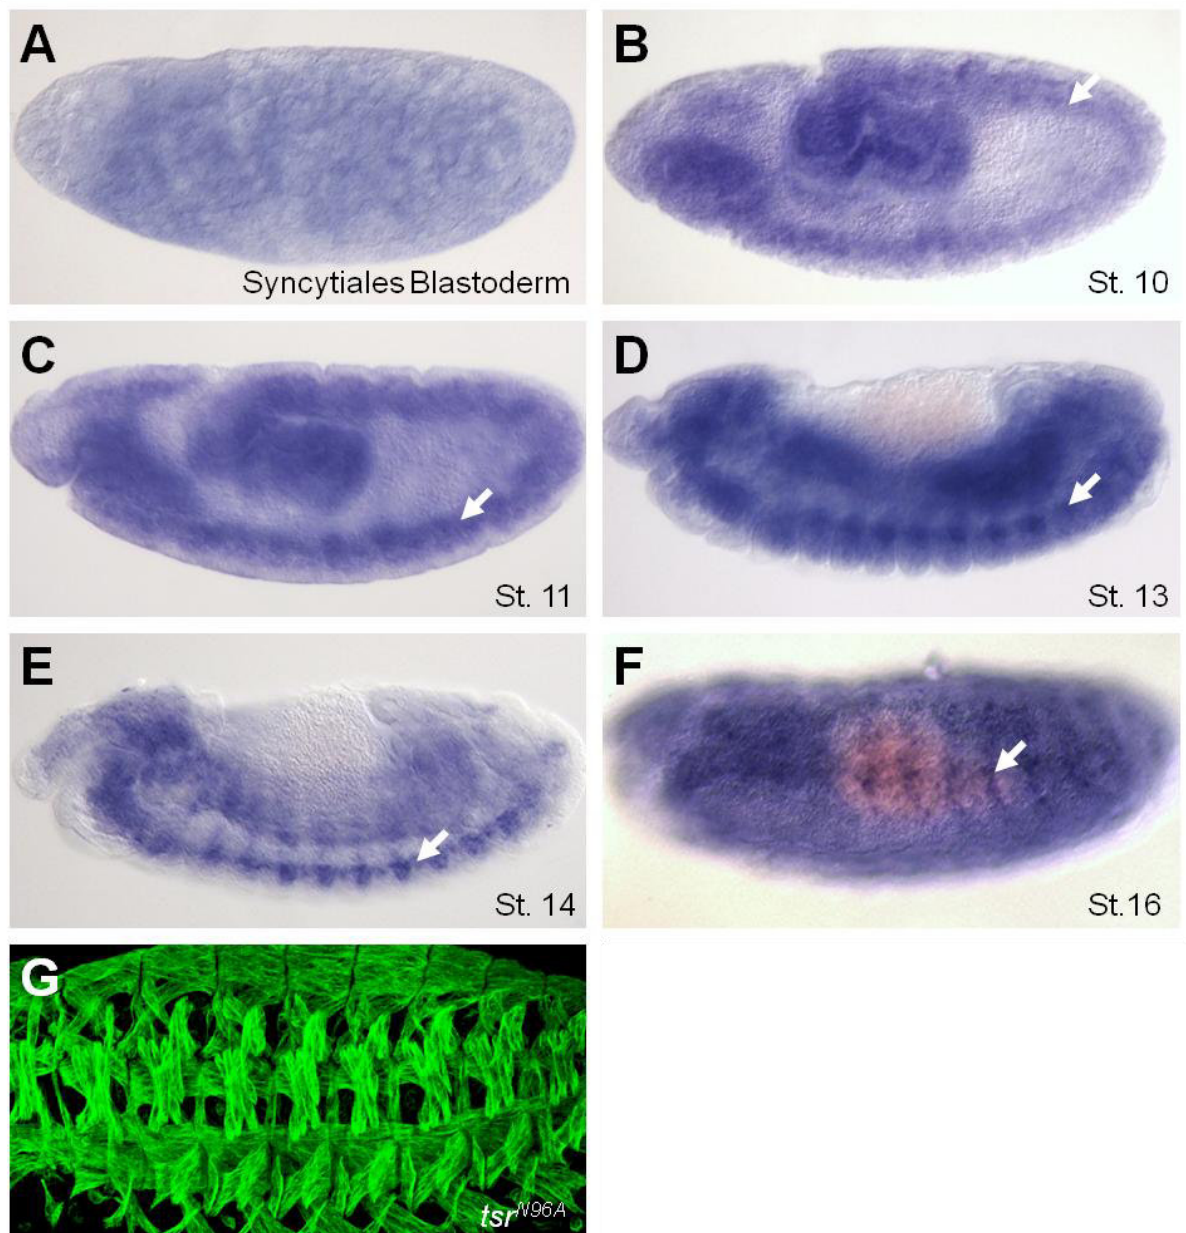 A
Syncytiales Blastoderm
B
St. 10
C
St. 11
D
St. 13
E
St. 14
F
St.16
G
tsrN96A